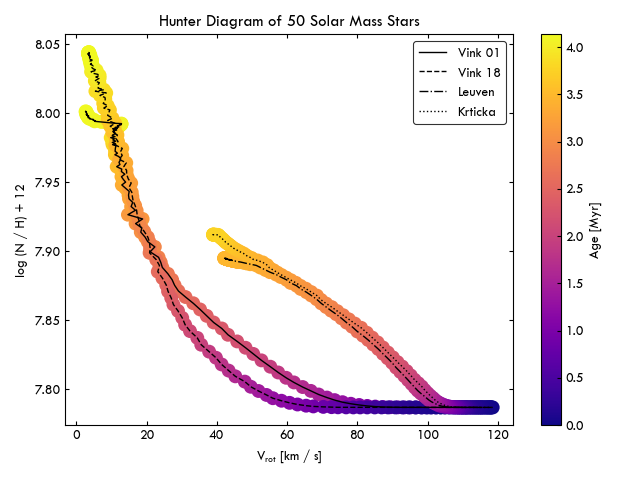 Hunter Diagram of 50 Solar Mass Stars
8.05
8.00
7.95
7.90
7.85
7.80
log (N / H) + 12
0
20
40
60
80
100
120
V_rot [km / s]
Vink 01
Vink 18
Leuven
Krticka
4.0
3.5
3.0
2.5
2.0
1.5
1.0
0.5
0.0
Age [Myr]